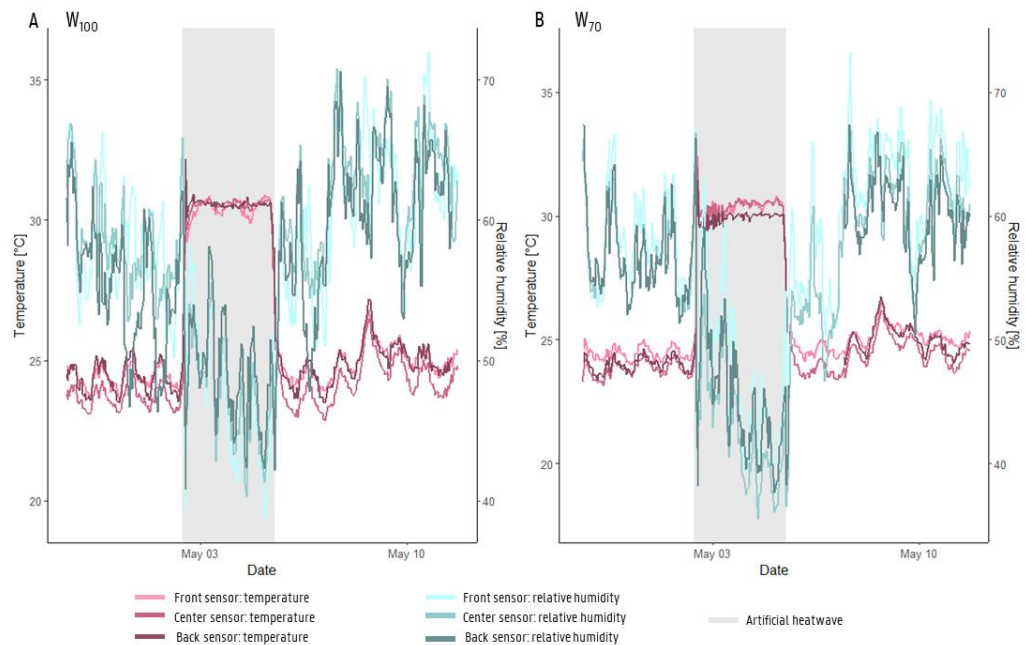 A W₁₀₀
B W₇₀
Temperature [°C]
35
30
25
20
Relative humidity [%]
70
60
50
40
May 03
May 10
Date
Temperature [°C]
35
30
25
20
Relative humidity [%]
70
60
50
40
May 03
May 10
Date
Front sensor: temperature
Center sensor: temperature
Back sensor: temperature
Front sensor: relative humidity
Center sensor: relative humidity
Back sensor: relative humidity
Artificial heatwave